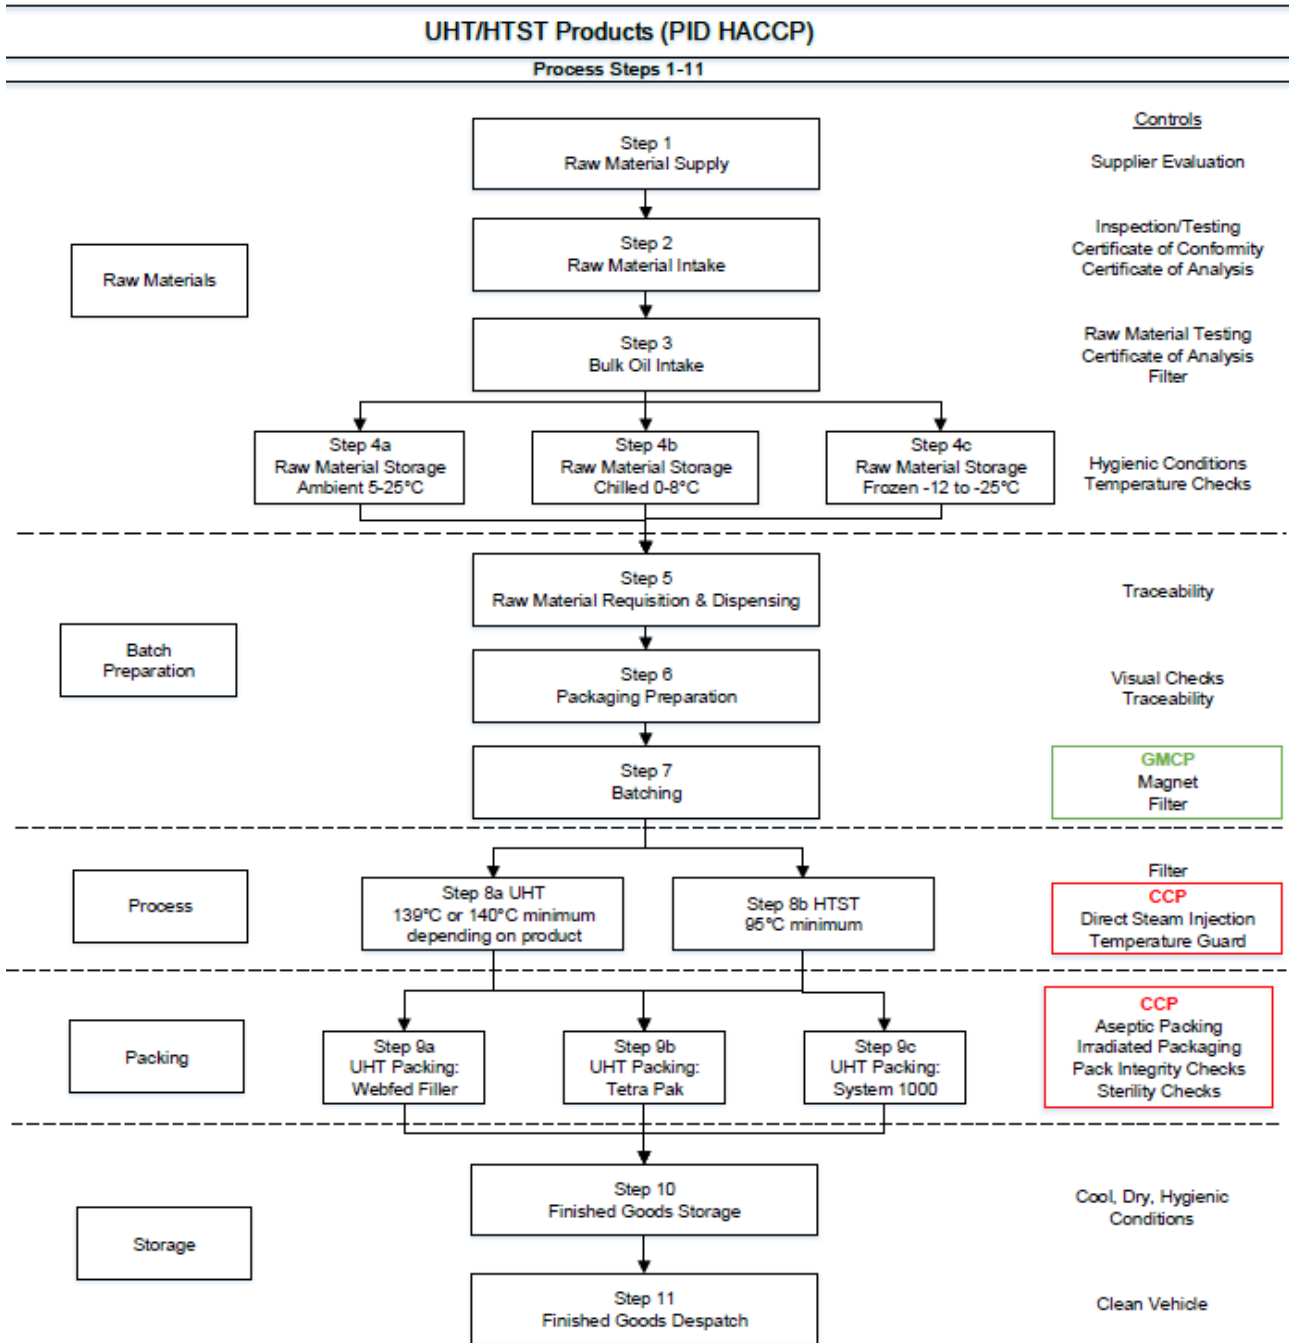 UHT/HTST Products (PID HACCP)
Process Steps 1-11
Controls
Step 1
Raw Material Supply
Supplier Evaluation
Raw Materials
Step 2
Raw Material Intake
Inspection/Testing
Certificate of Conformity
Certificate of Analysis
Step 3
Bulk Oil Intake
Raw Material Testing
Certificate of Analysis
Filter
Step 4a
Raw Material Storage
Ambient 5-25°C
Step 4b
Raw Material Storage
Chilled 0-8°C
Step 4c
Raw Material Storage
Frozen -12 to -25°C
Hygienic Conditions
Temperature Checks
Batch
Preparation
Step 5
Raw Material Requisition & Dispensing
Traceability
Step 6
Packaging Preparation
Visual Checks
Traceability
Step 7
Batching
GMCP
Magnet
Filter
Process
Step 8a UHT
139°C or 140°C minimum
depending on product
Step 8b HTST
95°C minimum
Filter
CCP
Direct Steam Injection
Temperature Guard
Packing
Step 9a
UHT Packing:
Webfed Filler
Step 9b
UHT Packing:
Tetra Pak
Step 9c
UHT Packing:
System 1000
CCP
Aseptic Packing
Irradiated Packaging
Pack Integrity Checks
Sterility Checks
Storage
Step 10
Finished Goods Storage
Cool, Dry, Hygienic
Conditions
Step 11
Finished Goods Despatch
Clean Vehicle